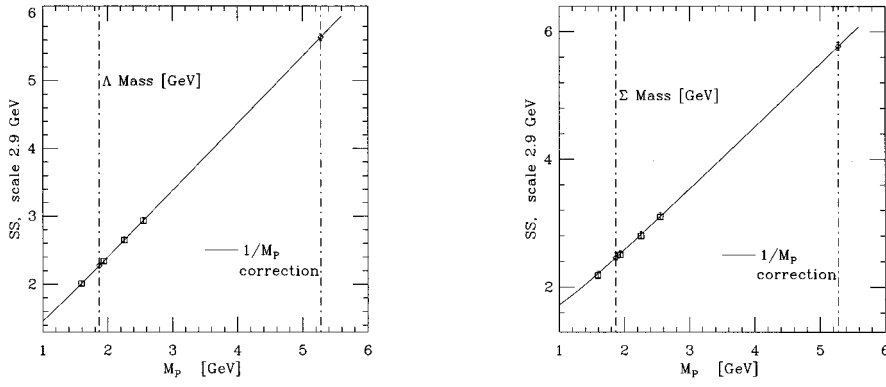 6
5
4
3
2
SS, scale 2.9 GeV
Λ Mass [GeV]
1/M_P
correction
1 2 3 4 5 6
M_P [GeV]
6
4
2
SS, scale 2.9 GeV
Σ Mass [GeV]
1/M_P
correction
1 2 3 4 5 6
M_P [GeV]